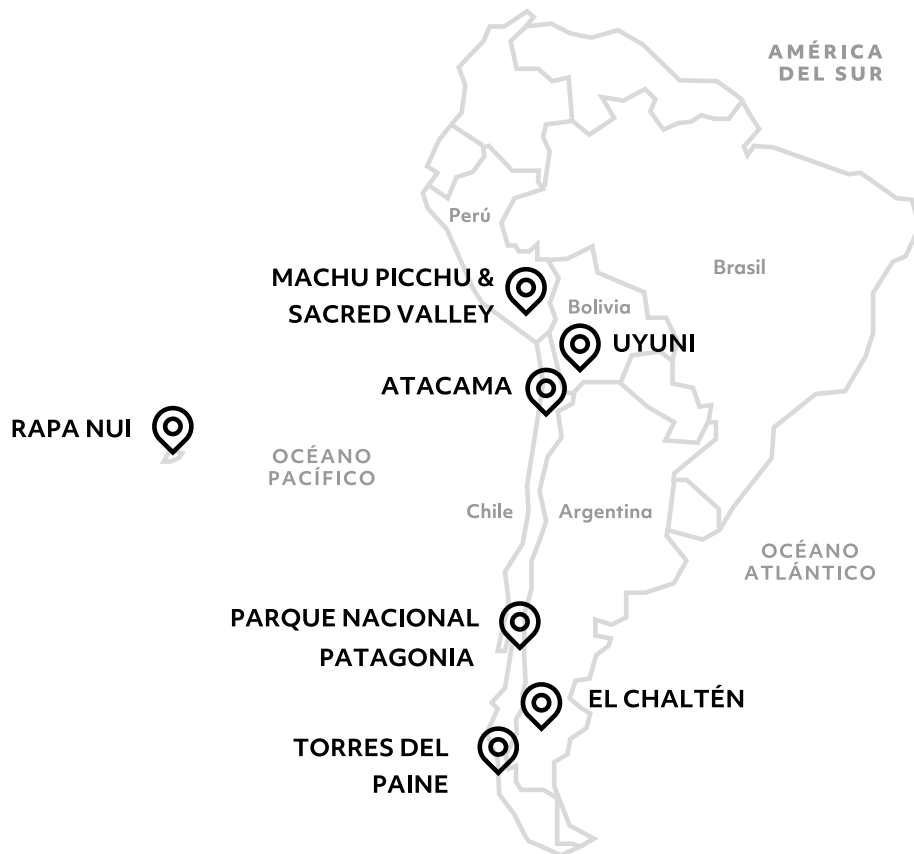 AMÉRICA
DEL SUR
Perú
Brasil
MACHU PICCHU &
SACRED VALLEY
Bolivia
UYUNI
ATACAMA
RAPA NUI
OCÉANO
PACÍFICO
Chile
Argentina
OCÉANO
ATLÁNTICO
PARQUE NACIONAL
PATAGONIA
EL CHALTÉN
TORRES DEL
PAINE